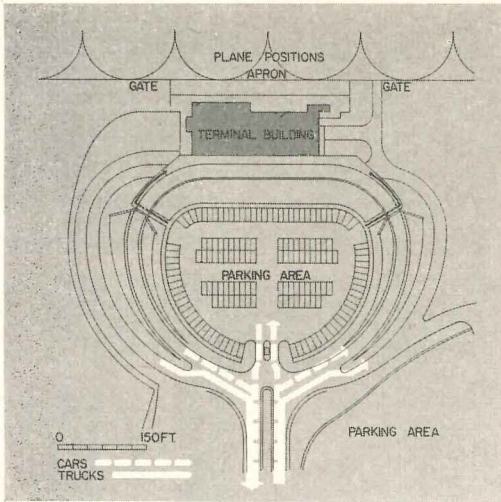 PLANE POSITIONS
APRON
GATE
GATE
TERMINAL BUILDING
PARKING AREA
PARKING AREA
0 150 FT.
CARS
TRUCKS